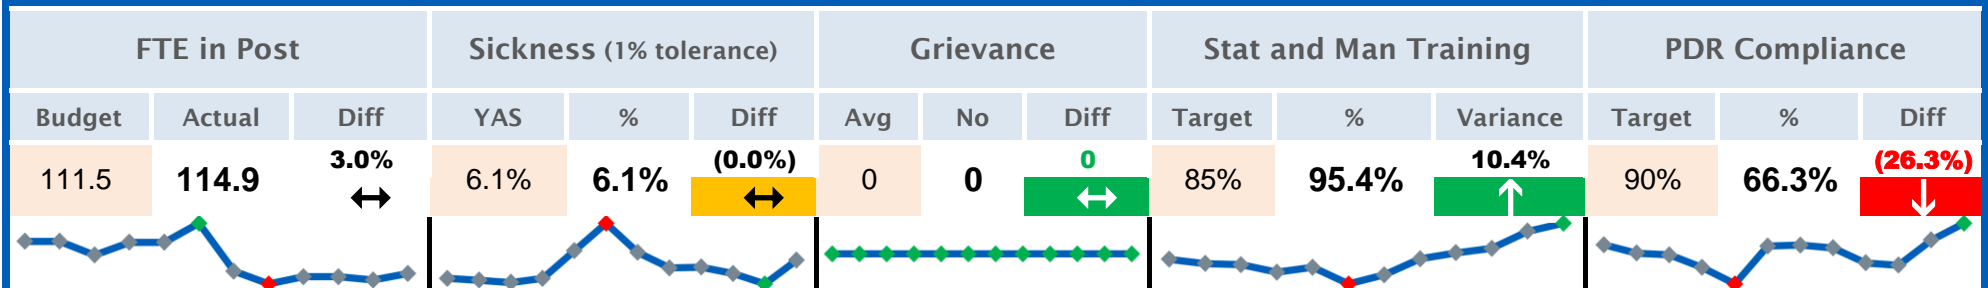 FTE in Post Sickness (1% tolerance) Grievance Stat and Man Training PDR Compliance
Budget Actual Diff YAS % Diff Avg No Diff Target % Variance Target % Diff
111.5 114.9 3.0% 6.1% 6.1% (0.0%) 0 0 0 85% 95.4% 10.4% 90% 66.3% (26.3%)